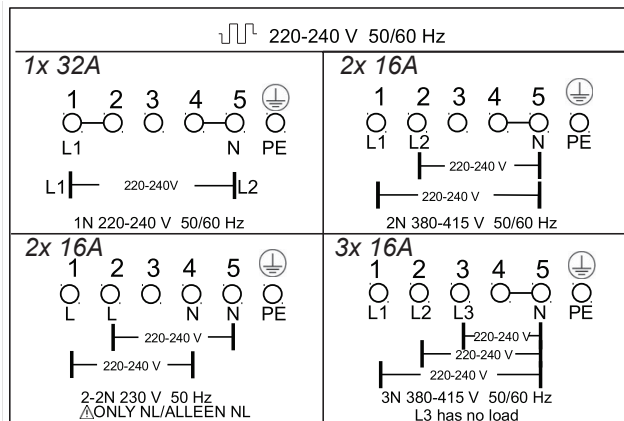 220-240 V 50/60 Hz
1x 32A
1 2 3 4 5
L1 N PE
L1 220-240V L2
1N 220-240 V 50/60 Hz
2x 16A
1 2 3 4 5
L1 L2 N PE
220-240 V
220-240 V
2N 380-415 V 50/60 Hz
2x 16A
1 2 3 4 5
L L N N PE
220-240 V
220-240 V
2-2N 230 V 50 Hz
⚠ONLY NL/ALLEEN NL
3x 16A
1 2 3 4 5
L1 L2 L3 N PE
220-240 V
220-240 V
220-240 V
3N 380-415 V 50/60 Hz
L3 has no load